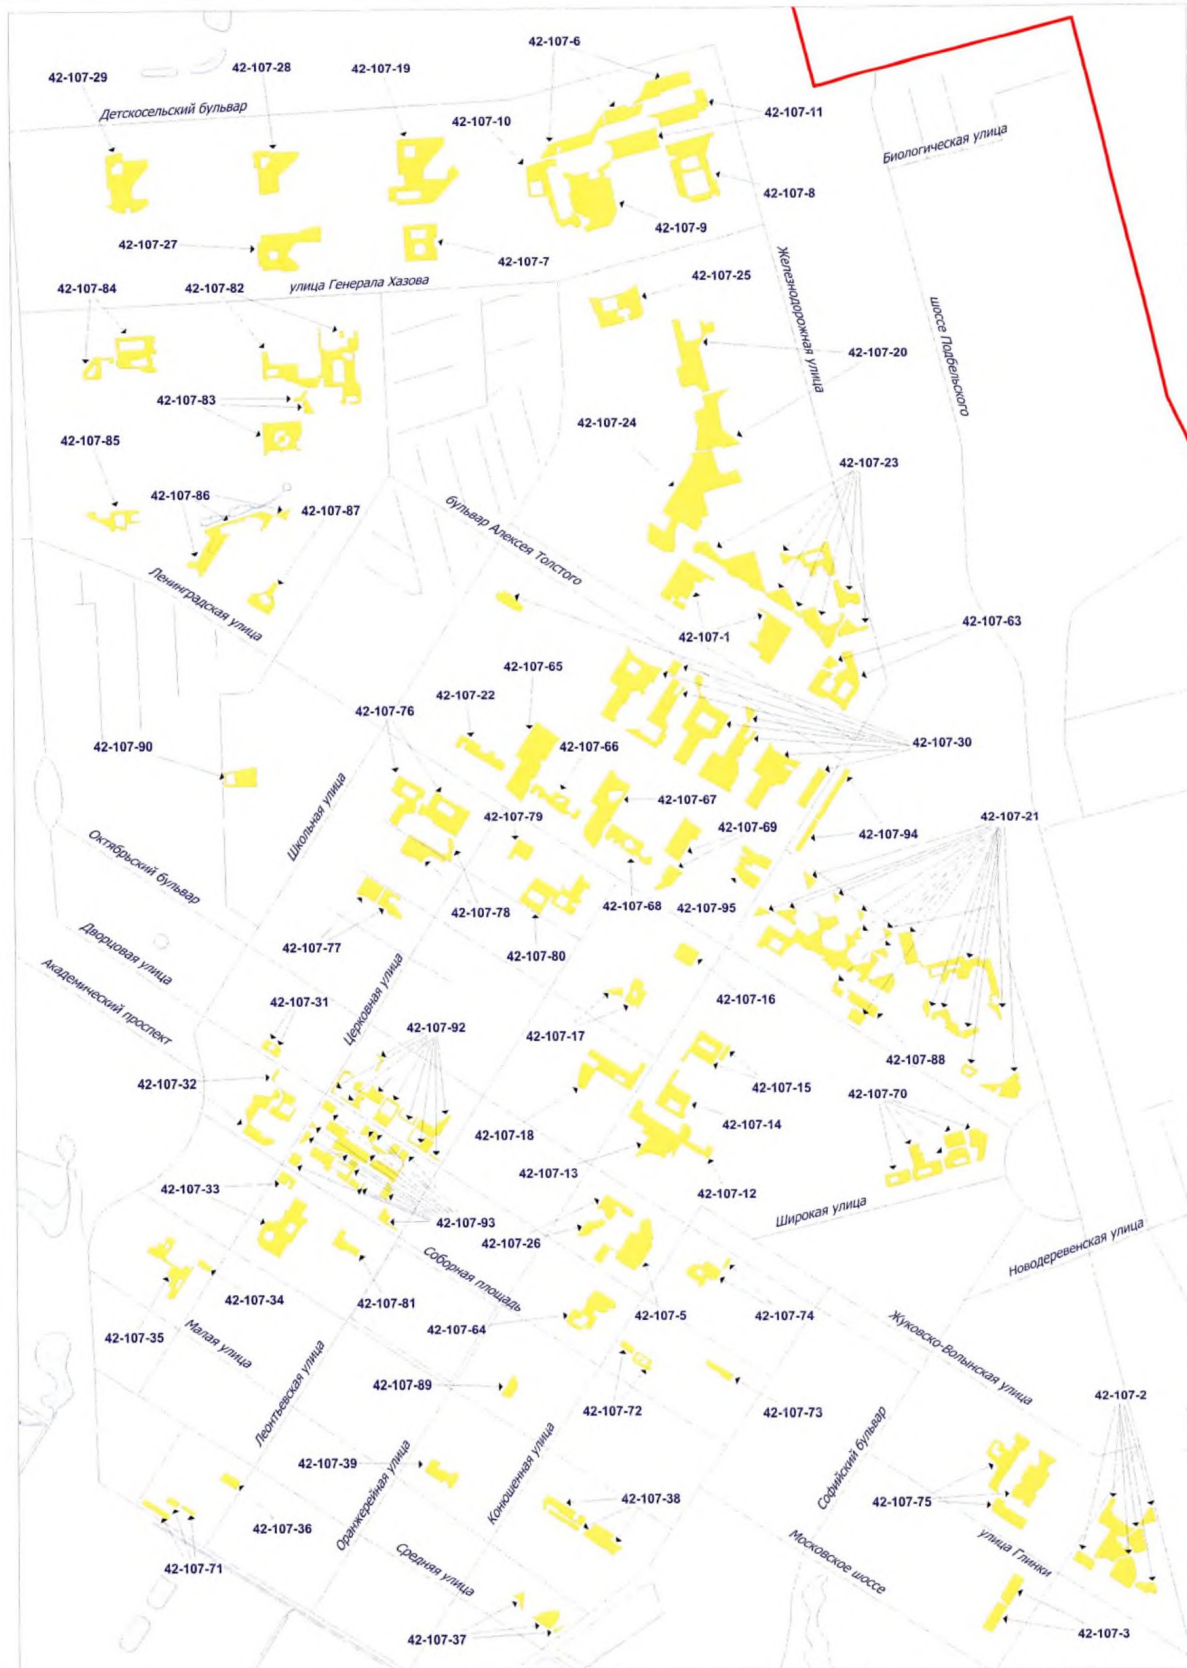 42-107-6
42-107-29
42-107-28
42-107-19
Детскосельский бульвар
42-107-10
42-107-11
Биологическая улица
42-107-8
42-107-9
42-107-27
42-107-7
42-107-25
Железнодорожная улица
42-107-84
42-107-82
улица Генерала Хазова
шоссе Подбельского
42-107-20
42-107-83
42-107-24
42-107-85
42-107-23
42-107-86
42-107-87
бульвар Алексея Толстого
Ленинградская улица
42-107-1
42-107-63
42-107-65
42-107-22
42-107-76
42-107-90
42-107-66
42-107-30
42-107-67
Школьная улица
42-107-79
42-107-69
42-107-94
42-107-21
Октябрьский бульвар
42-107-78
42-107-68
42-107-95
42-107-77
42-107-80
Дворцовая улица
Академический проспект
Церковная улица
42-107-31
42-107-92
42-107-17
42-107-16
42-107-88
42-107-32
42-107-15
42-107-70
42-107-18
42-107-14
42-107-13
42-107-33
42-107-12
42-107-93
42-107-26
Широкая улица
Соборная площадь
Новодеревенская улица
42-107-34
42-107-81
42-107-64
42-107-5
42-107-74
42-107-35
Малая улица
Жуковско-Волынская улица
42-107-89
42-107-72
42-107-73
42-107-2
Леонтьевская улица
42-107-39
Оранжерейная улица
Конюшенная улица
42-107-38
Софийский бульвар
42-107-75
42-107-36
42-107-71
Средняя улица
Московское шоссе
улица Глинки
42-107-37
42-107-3